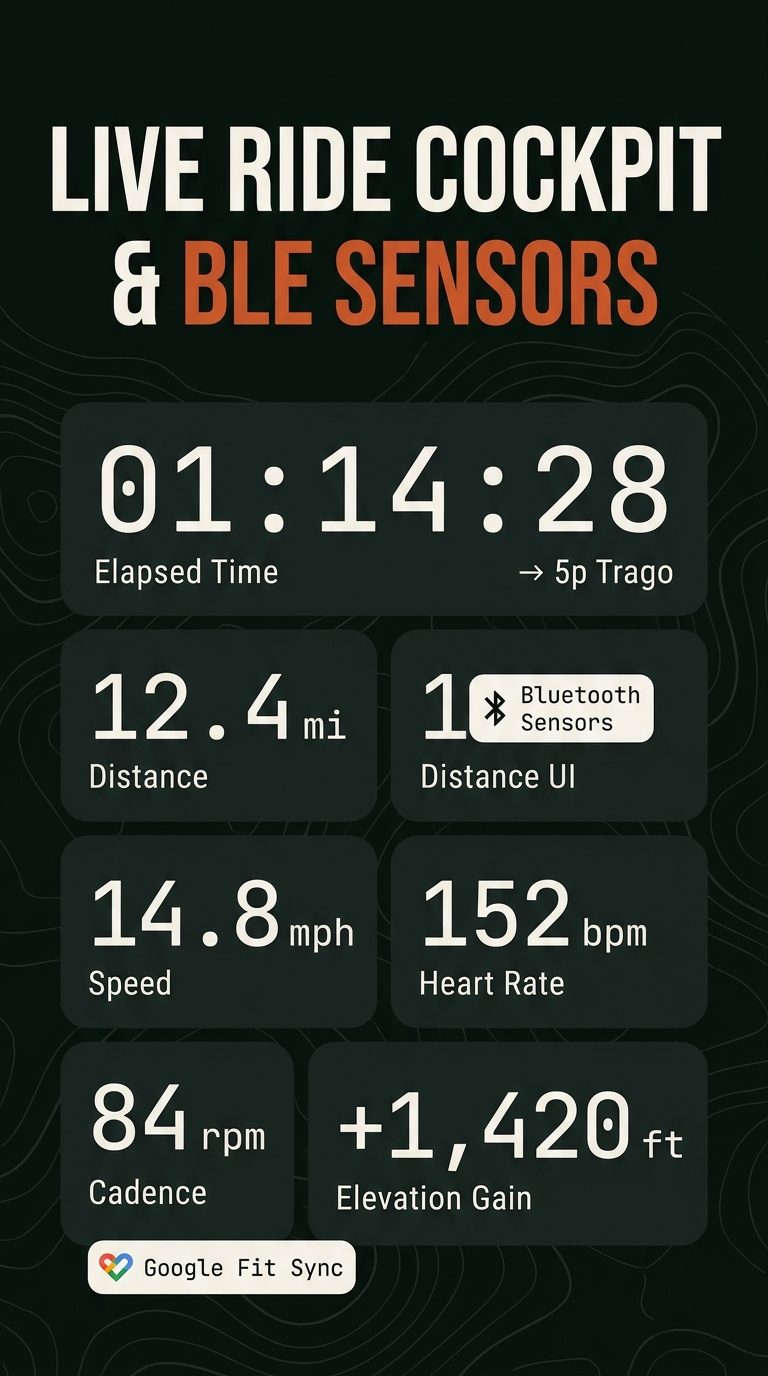 LIVE RIDE COCKPIT
& BLE SENSORS
01:14:28
Elapsed Time → 5p Trago
12.4 mi
Distance
1
Bluetooth
Sensors
Distance UI
14.8 mph
Speed
152 bpm
Heart Rate
84 rpm
Cadence
+1,420 ft
Elevation Gain
Google Fit Sync